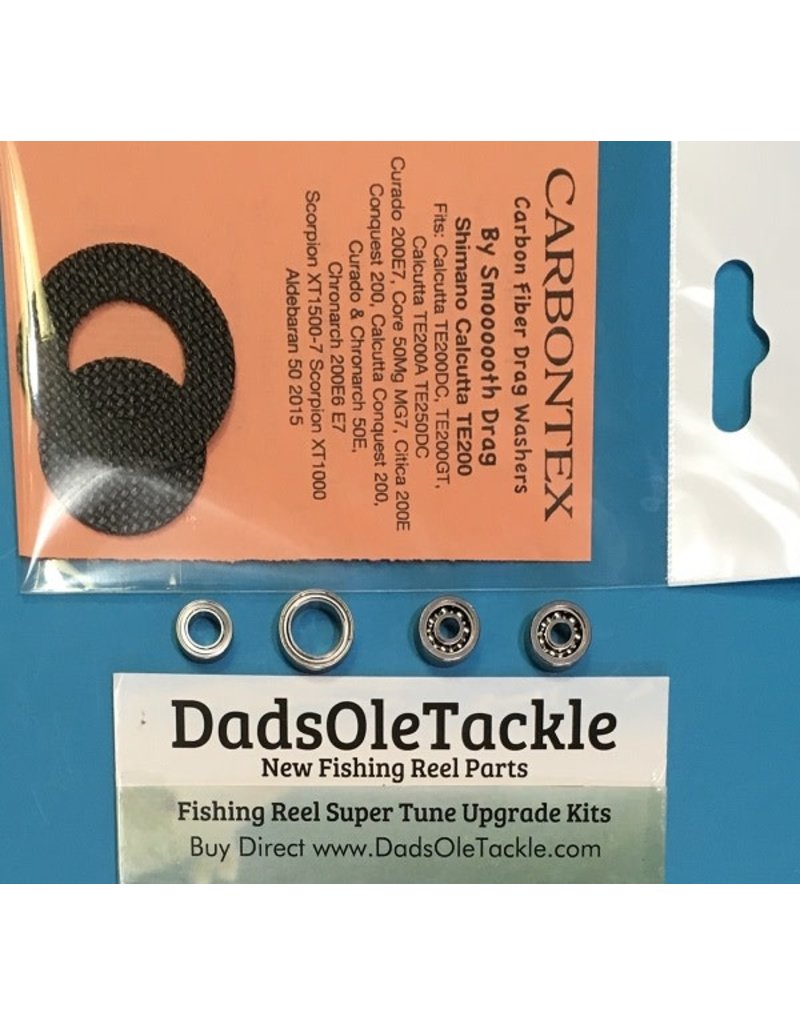 CARBONTEX
Carbon Fiber Drag Washers
By Smoooooth Drag
Shimano Calcutta TE200
Fits: Calcutta TE200DC, TE200GT,
Calcutta TE200A TE250DC
Curado 200E7, Core 50Mg MG7, Citica 200E
Conquest 200, Calcutta Conquest 200,
Curado & Chronarch 50E,
Chronarch 200E6 E7
Scorpion XT1500-7 Scorpion XT1000
Aldebaran 50 2015
DadsOleTackle
New Fishing Reel Parts
Fishing Reel Super Tune Upgrade Kits
Buy Direct www.DadsOleTackle.com